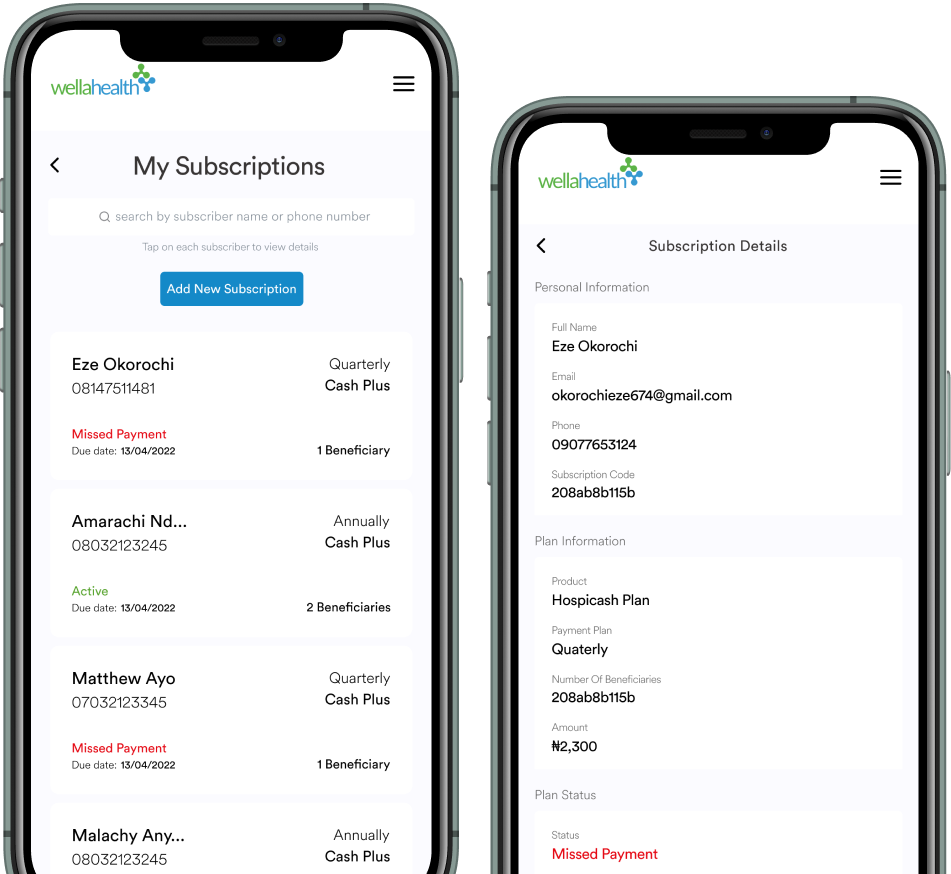 wellahealth
My Subscriptions
search by subscriber name or phone number
Tap on each subscriber to view details
Add New Subscription
Eze Okorochi
Quarterly
08147511481
Cash Plus
Missed Payment
Due date: 13/04/2022
1 Beneficiary
Amarachi Nd...
Annually
08032123245
Cash Plus
Active
Due date: 13/04/2022
2 Beneficiaries
Matthew Ayo
Quarterly
07032123345
Cash Plus
Missed Payment
Due date: 13/04/2022
1 Beneficiary
Malachy Any...
Annually
08032123245
Cash Plus
wellahealth
Subscription Details
Personal Information
Full Name
Eze Okorochi
Email
okorochieze674@gmail.com
Phone
09077653124
Subscription Code
208ab8b115b
Plan Information
Product
Hospicash Plan
Payment Plan
Quaterly
Number Of Beneficiaries
208ab8b115b
Amount
₦2,300
Plan Status
Status
Missed Payment